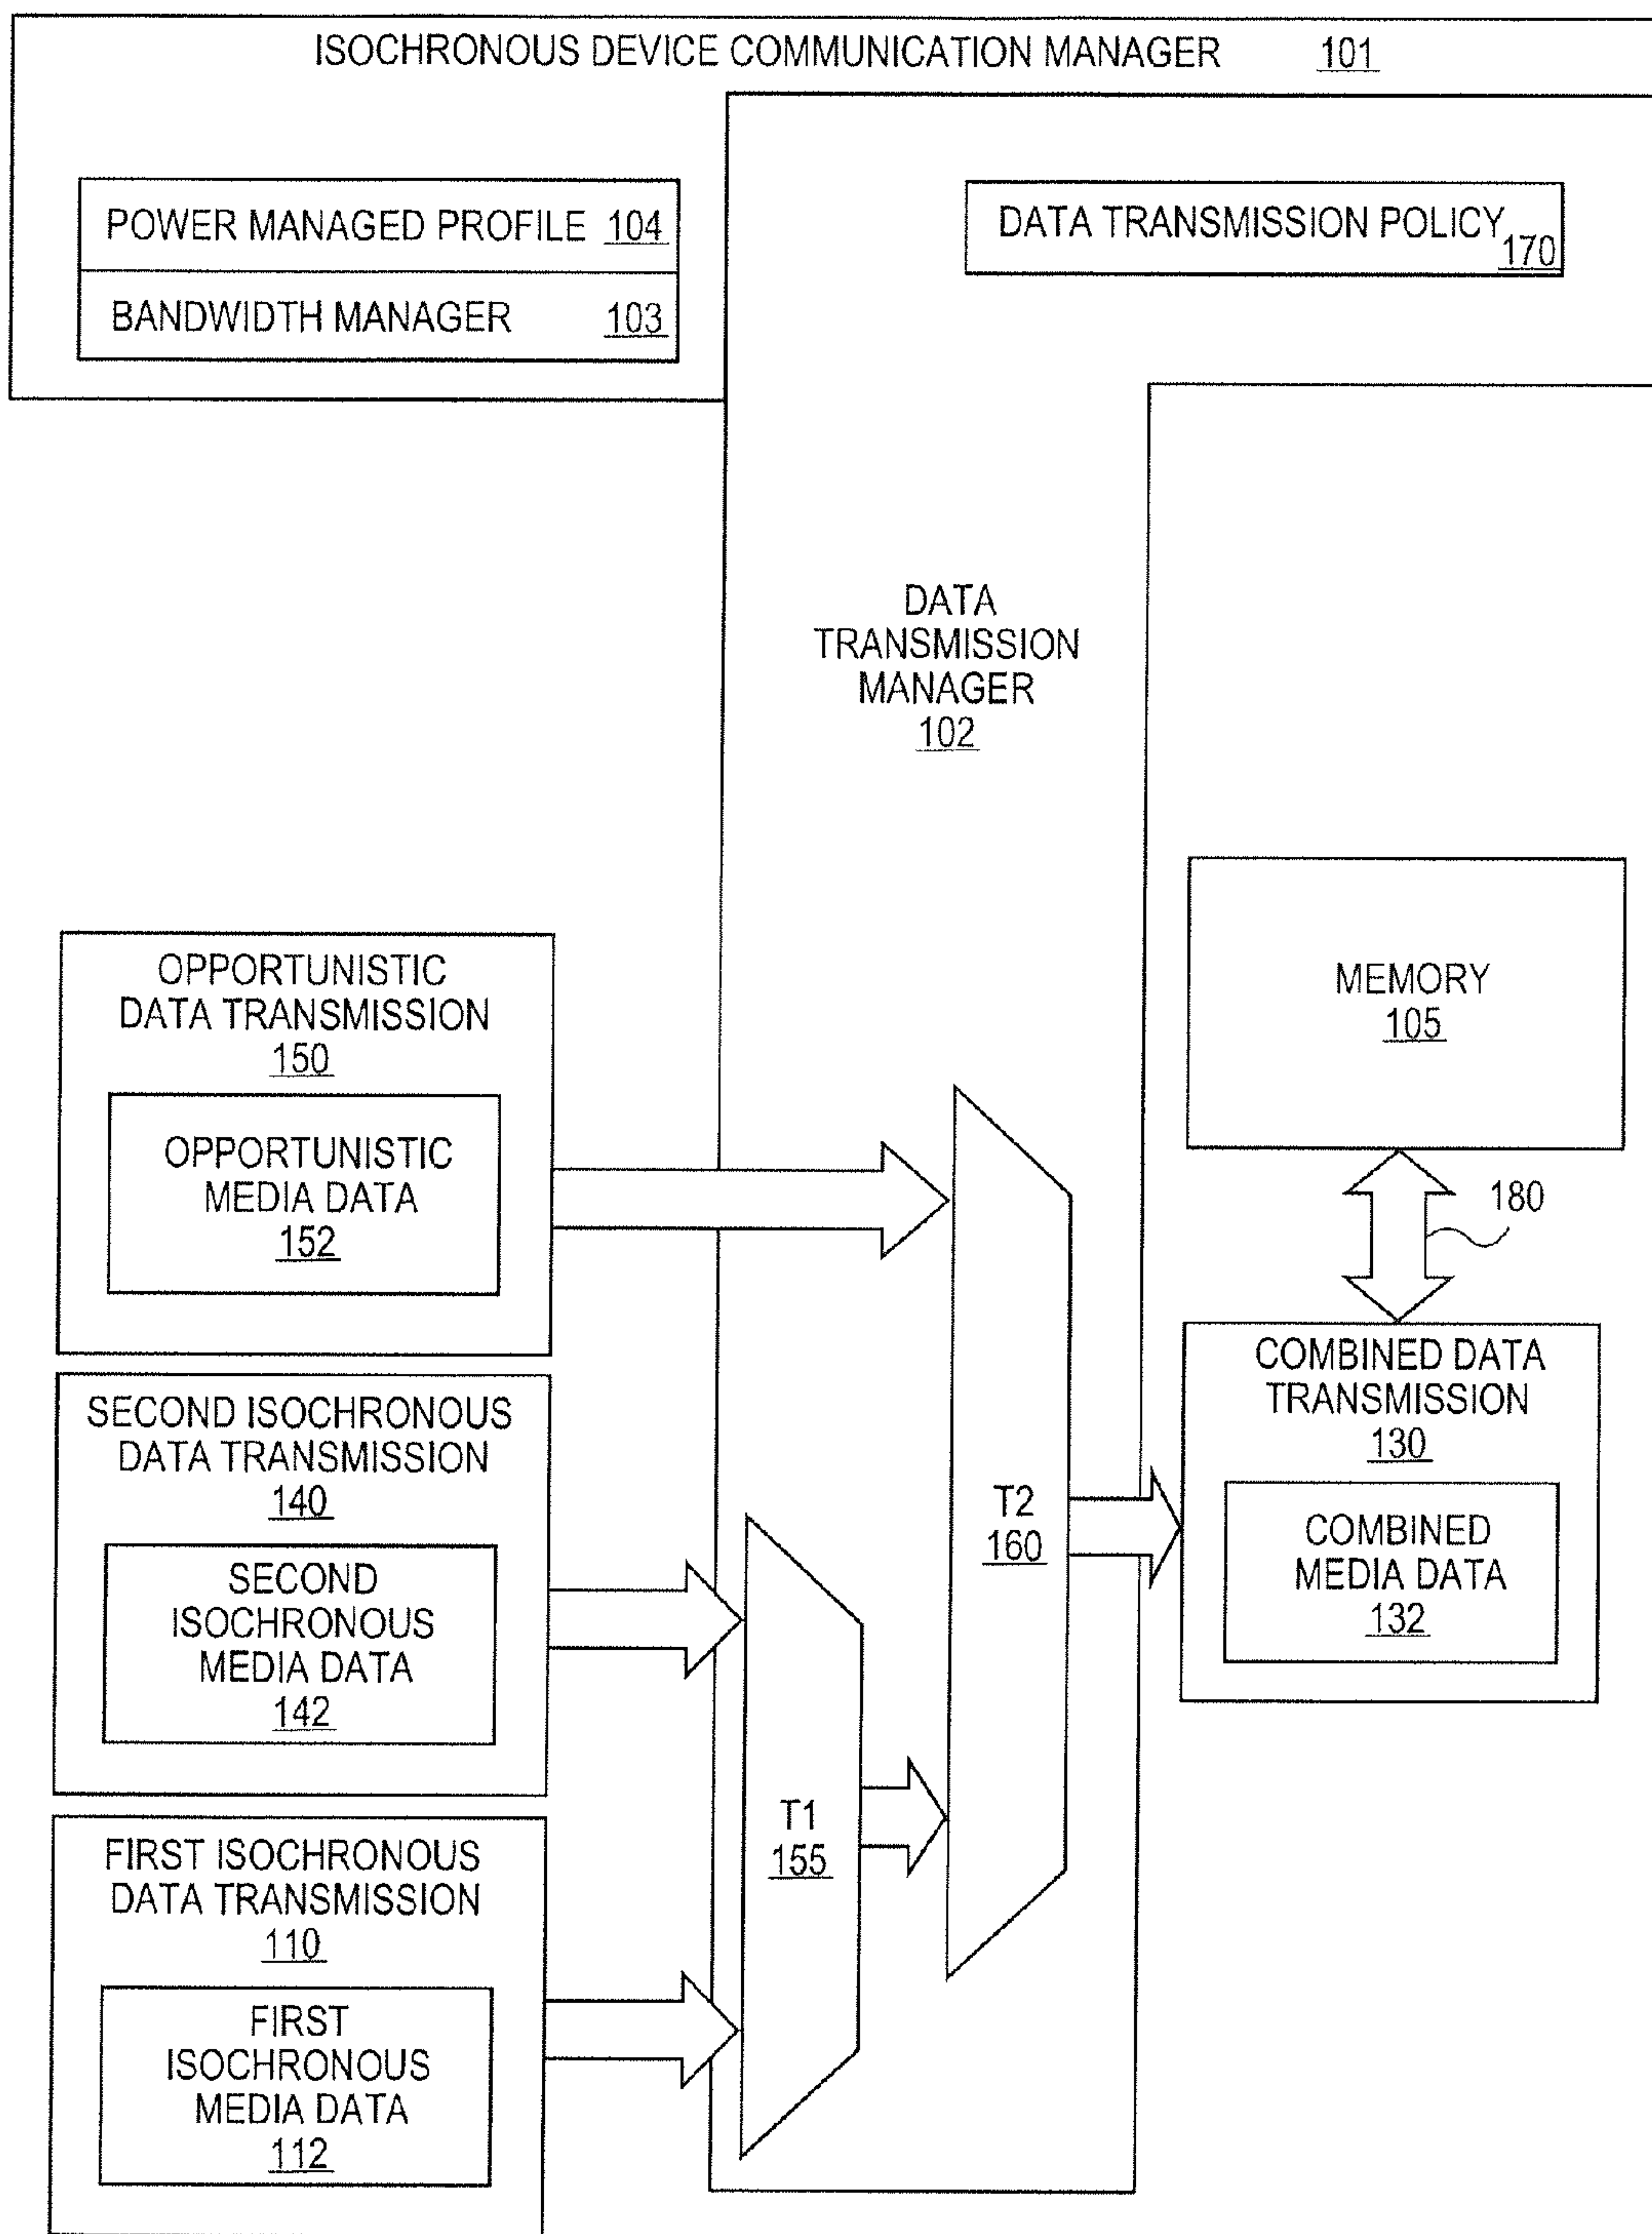 ISOCHRONOUS DEVICE COMMUNICATION MANAGER 101
POWER MANAGED PROFILE 104
BANDWIDTH MANAGER 103
DATA TRANSMISSION POLICY 170
DATA
TRANSMISSION
MANAGER
102
OPPORTUNISTIC
DATA TRANSMISSION
150
OPPORTUNISTIC
MEDIA DATA
152
MEMORY
105
180
SECOND ISOCHRONOUS
DATA TRANSMISSION
140
SECOND
ISOCHRONOUS
MEDIA DATA
142
T2
160
COMBINED DATA
TRANSMISSION
130
COMBINED
MEDIA DATA
132
T1
155
FIRST ISOCHRONOUS
DATA TRANSMISSION
110
FIRST
ISOCHRONOUS
MEDIA DATA
112